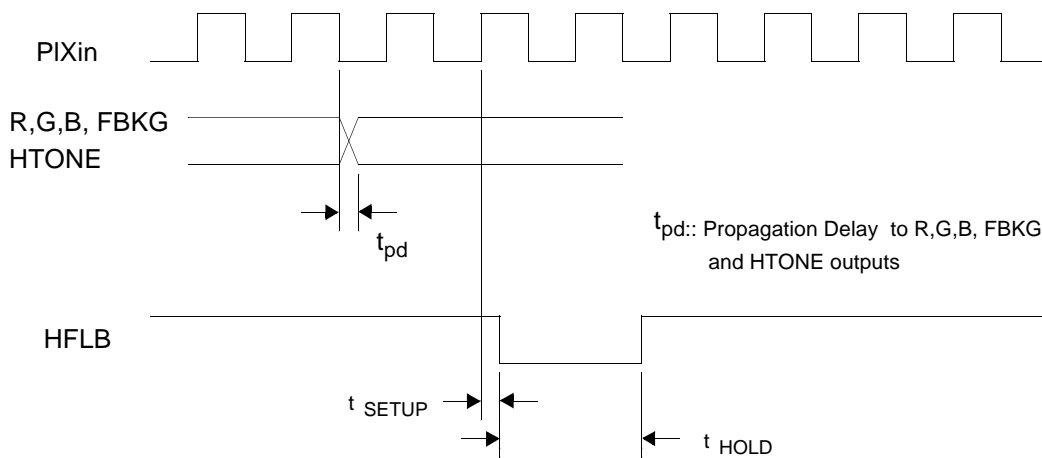 PIXin
R,G,B, FBKG
HTONE
tpd
tpd:: Propagation Delay to R,G,B, FBKG
and HTONE outputs
HFLB
t SETUP
t HOLD